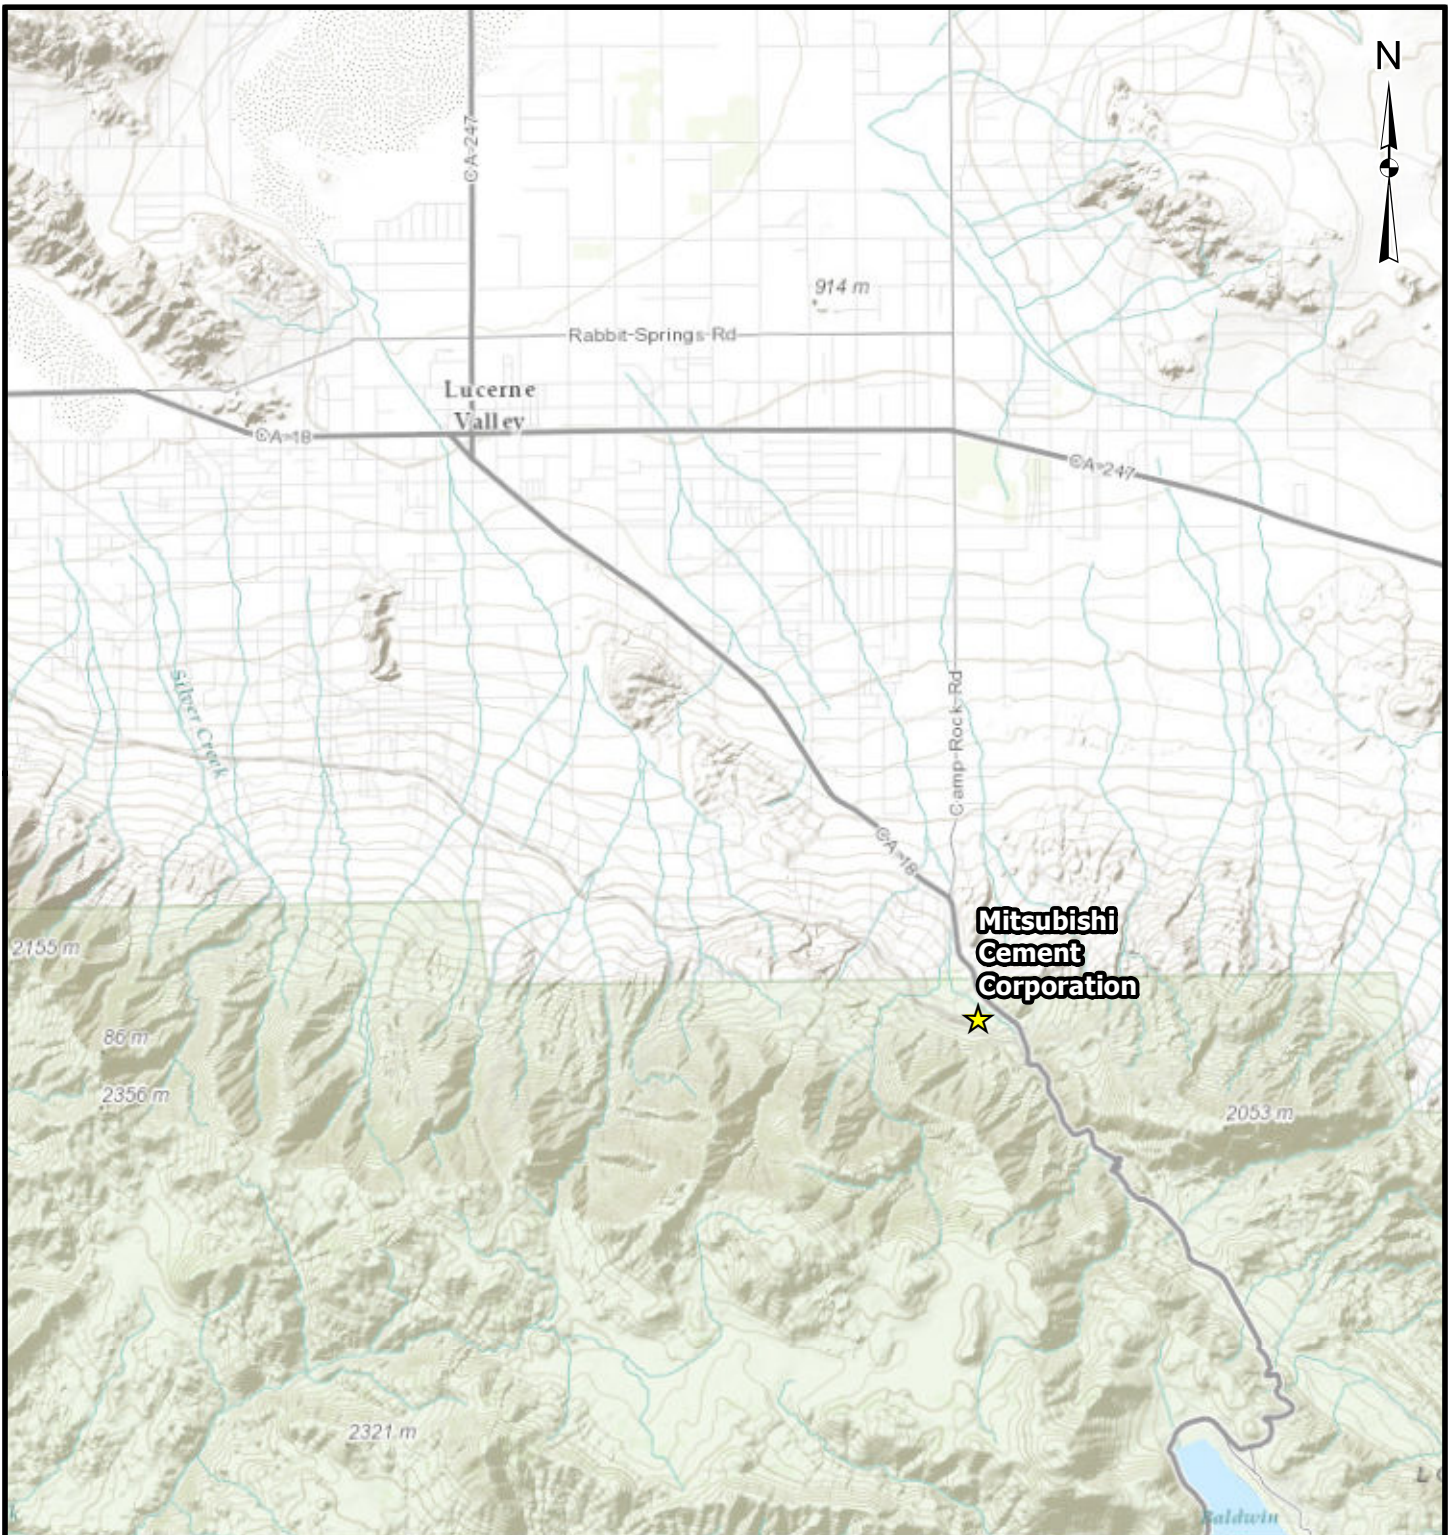 N
CA-247
914 m
Rabbit-Springs-Rd
Lucerne
Valley
CA-18
CA-247
Silver Creek
Camp-Rock-Rd
CA-18
Mitsubishi
Cement
Corporation
2155 m
86 m
2356 m
2053 m
2321 m
Baldwin